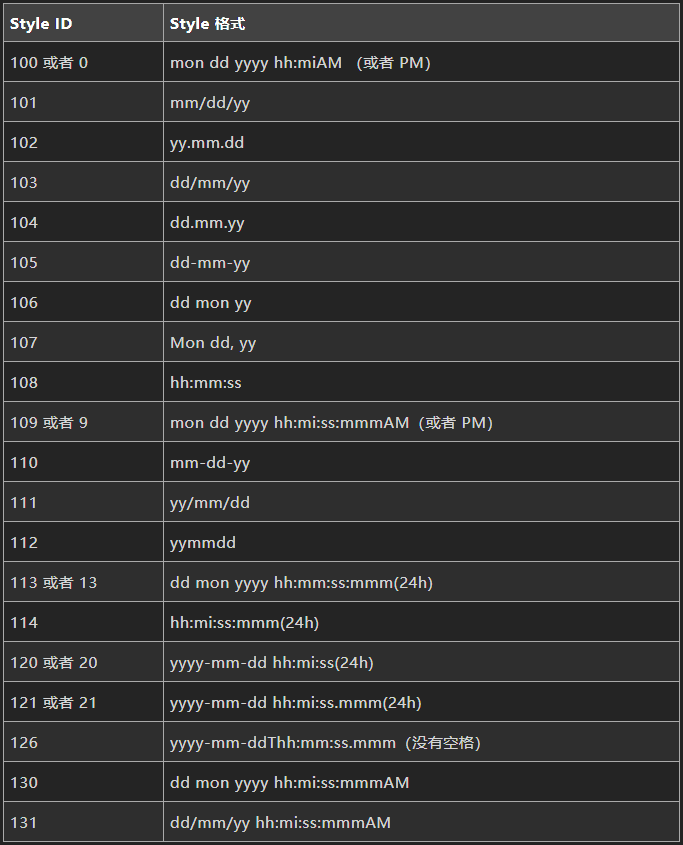 Style ID Style 格式
100 或者 0 mon dd yyyy hh:miAM （或者 PM）
101 mm/dd/yy
102 yy.mm.dd
103 dd/mm/yy
104 dd.mm.yy
105 dd-mm-yy
106 dd mon yy
107 Mon dd, yy
108 hh:mm:ss
109 或者 9 mon dd yyyy hh:mi:ss:mmmAM（或者 PM）
110 mm-dd-yy
111 yy/mm/dd
112 yymmdd
113 或者 13 dd mon yyyy hh:mm:ss:mmm(24h)
114 hh:mi:ss:mmm(24h)
120 或者 20 yyyy-mm-dd hh:mi:ss(24h)
121 或者 21 yyyy-mm-dd hh:mi:ss.mmm(24h)
126 yyyy-mm-ddThh:mm:ss.mmm（没有空格）
130 dd mon yyyy hh:mi:ss:mmmAM
131 dd/mm/yy hh:mi:ss:mmmAM